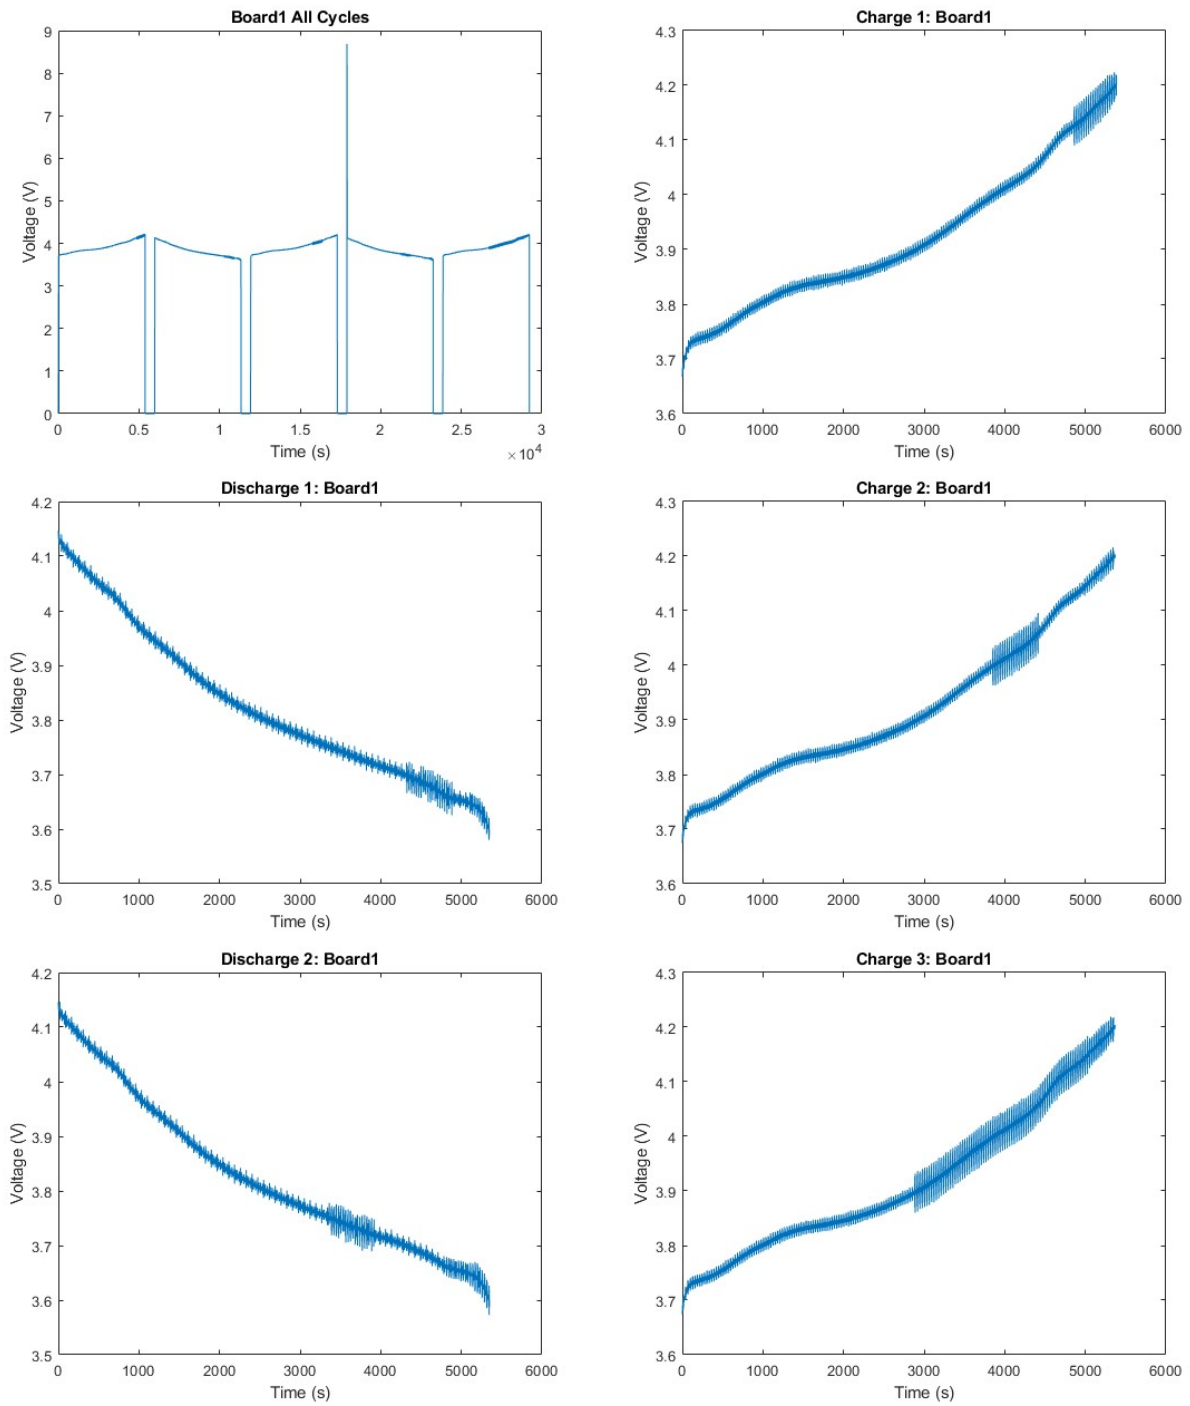 Board1 All Cycles
Voltage (V)
9
8
7
6
5
4
3
2
1
0
0 0.5 1 1.5 2 2.5 3
Time (s)
×10^4
Charge 1: Board1
Voltage (V)
4.3
4.2
4.1
4
3.9
3.8
3.7
3.6
0 1000 2000 3000 4000 5000 6000
Time (s)
Discharge 1: Board1
Voltage (V)
4.2
4.1
4
3.9
3.8
3.7
3.6
3.5
0 1000 2000 3000 4000 5000 6000
Time (s)
Charge 2: Board1
Voltage (V)
4.3
4.2
4.1
4
3.9
3.8
3.7
3.6
0 1000 2000 3000 4000 5000 6000
Time (s)
Discharge 2: Board1
Voltage (V)
4.2
4.1
4
3.9
3.8
3.7
3.6
3.5
0 1000 2000 3000 4000 5000 6000
Time (s)
Charge 3: Board1
Voltage (V)
4.3
4.2
4.1
4
3.9
3.8
3.7
3.6
0 1000 2000 3000 4000 5000 6000
Time (s)